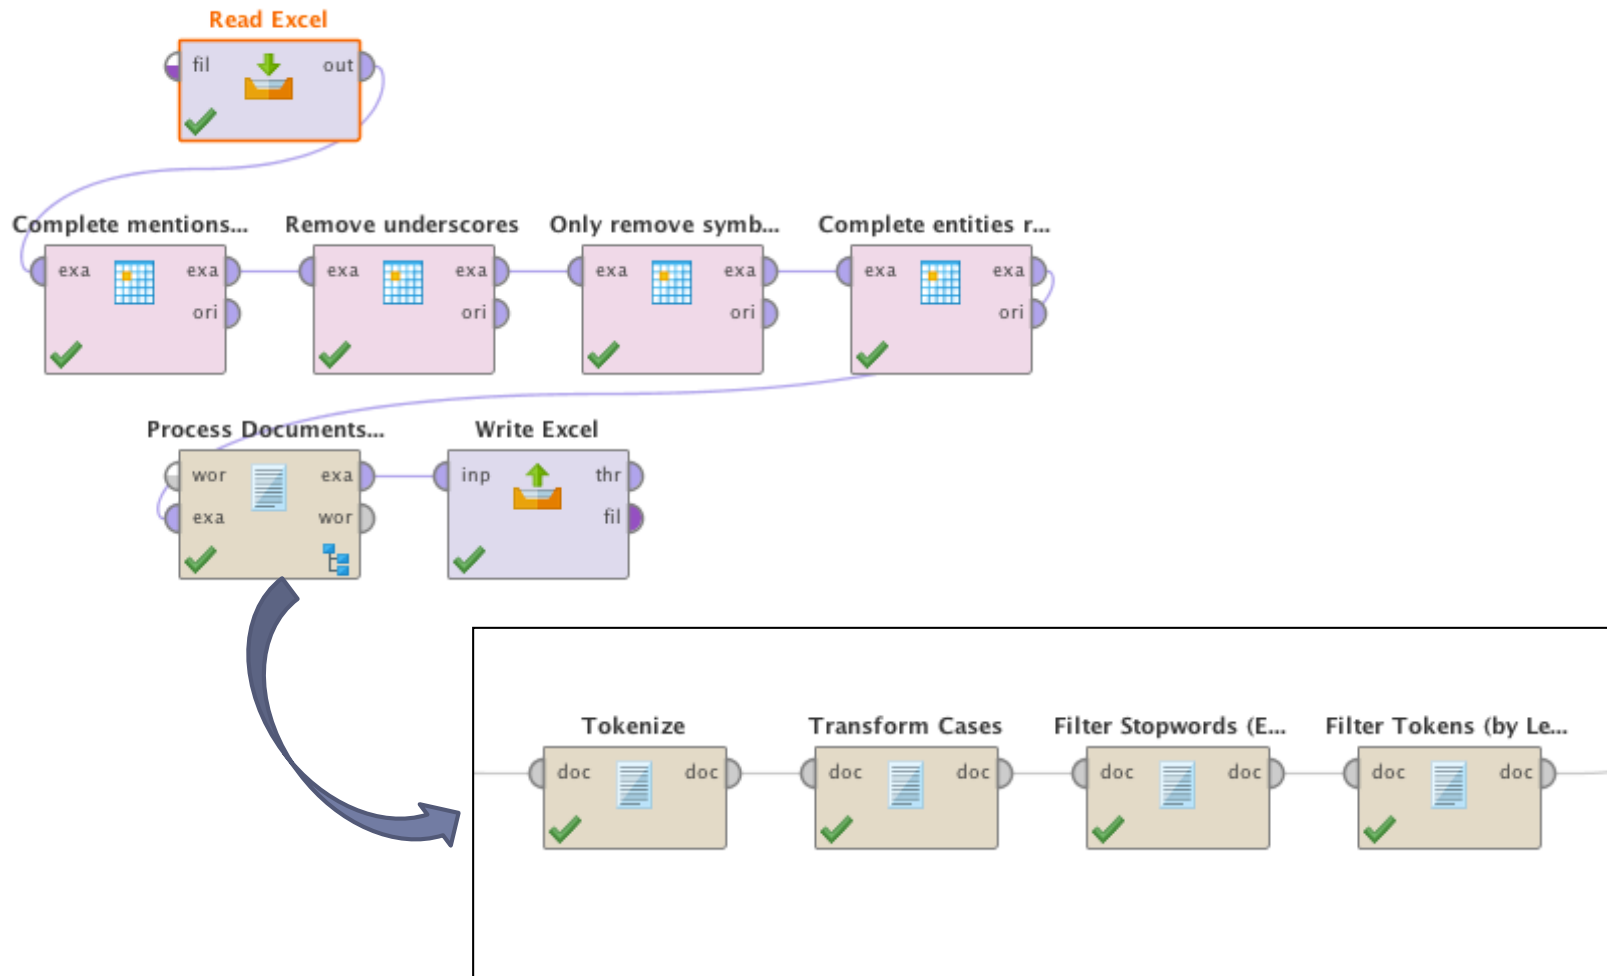 Read Excel
fil out
Complete mentions... Remove underscores Only remove symb... Complete entities r...
exa exa exa exa exa exa exa exa
ori ori ori ori
Process Documents... Write Excel
wor exa inp thr
exa wor fil
Tokenize Transform Cases Filter Stopwords (E... Filter Tokens (by Le...
doc doc doc doc doc doc doc doc